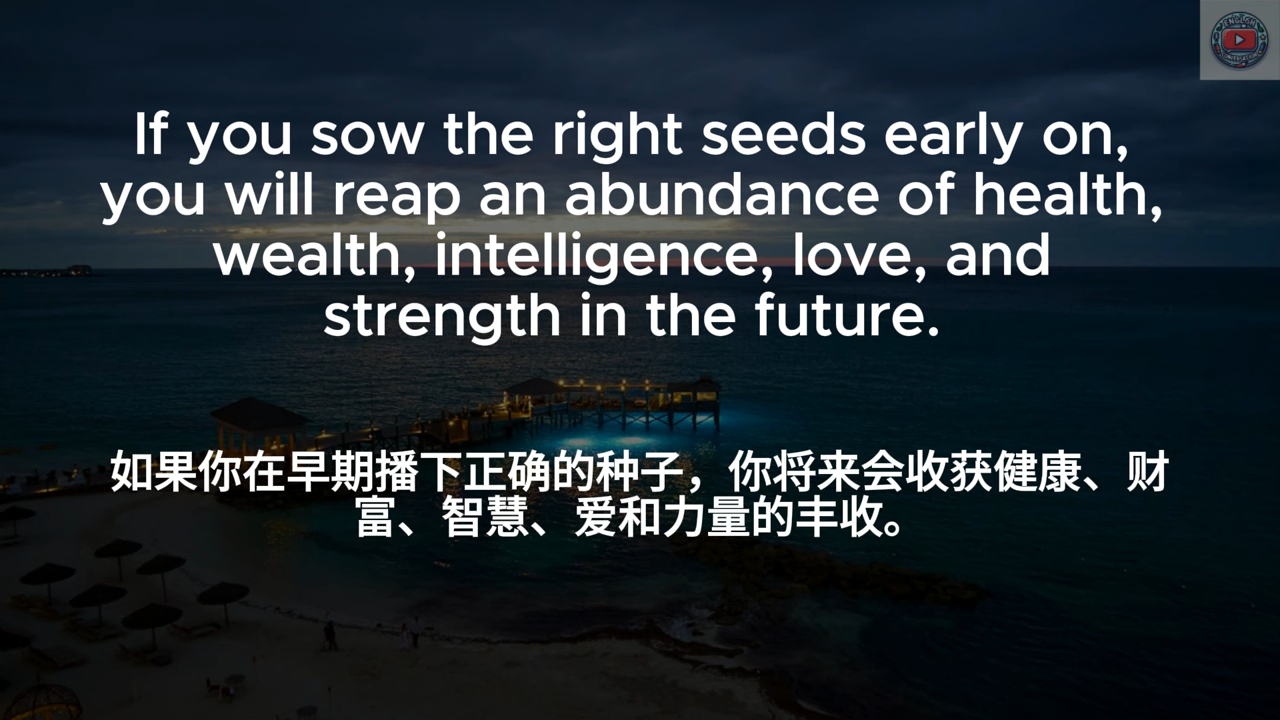 ENGLISH
CONVERSATION
If you sow the right seeds early on,
you will reap an abundance of health,
wealth, intelligence, love, and
strength in the future.
如果你在早期播下正确的种子，你将来会收获健康、财
富、智慧、爱和力量的丰收。